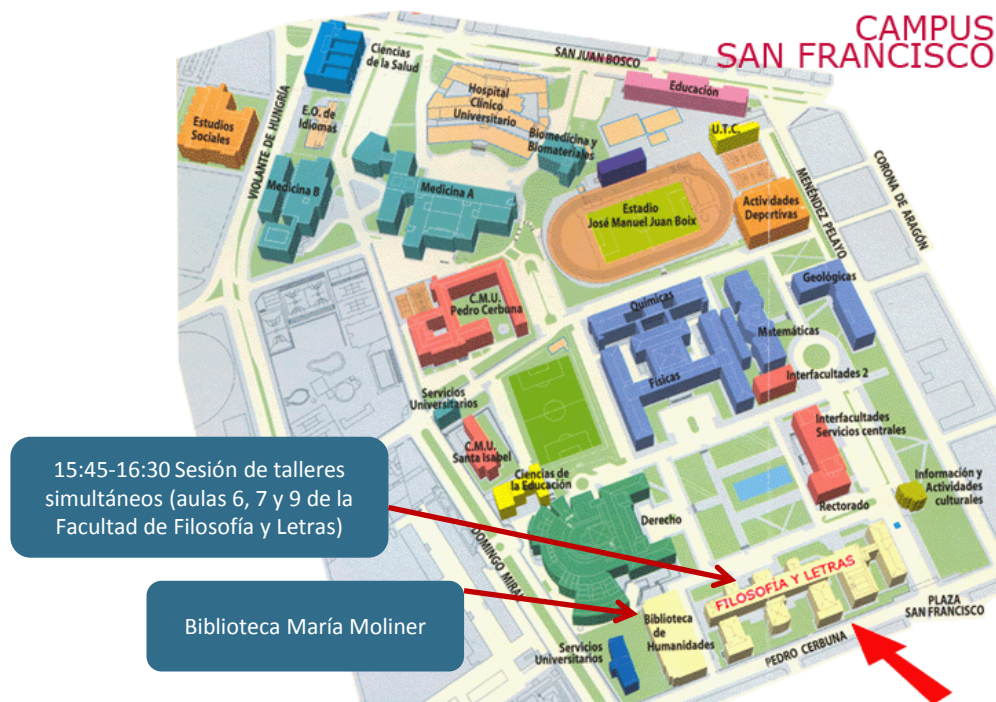 CAMPUS
SAN FRANCISCO
SAN JUAN BOSCO
Ciencias
de la Salud
Educación
Hospital
Clínico
Universitario
E.O. de
Idiomas
Estudios
Sociales
VIOLANTE DE HUNGRÍA
U.T.C.
Biomedicina y
Biomateriales
CORONA DE ARAGÓN
MENÉNDEZ PELAYO
Medicina B
Medicina A
Actividades
Deportivas
Estadio
José Manuel Juan Boix
Geológicas
C.M.U.
Pedro Cerbuna
Químicas
Matemáticas
Físicas
Interfacultades 2
Servicios
Universitarios
Interfacultades
Servicios centrales
C.M.U.
Santa Isabel
15:45-16:30 Sesión de talleres
simultáneos (aulas 6, 7 y 9 de la
Facultad de Filosofía y Letras)
Ciencias de
la Educación
Información y
Actividades
culturales
Rectorado
Derecho
DOMINGO MIRAL
FILOSOFÍA Y LETRAS
PLAZA
SAN FRANCISCO
Biblioteca María Moliner
Biblioteca
de
Humanidades
Servicios
Universitarios
PEDRO CERBUNA